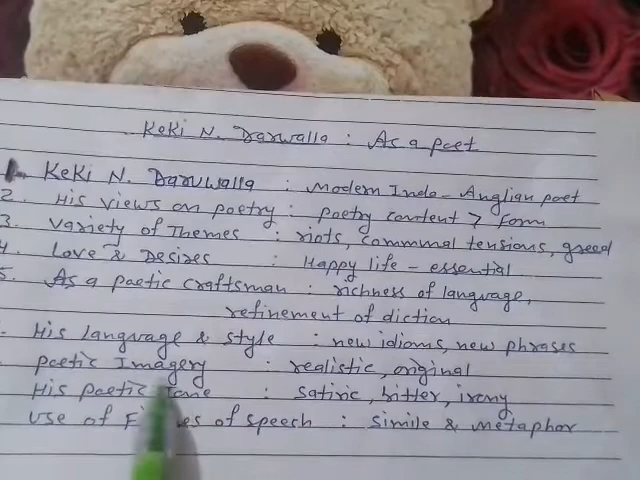 Keki N. Daruwalla : As a poet
1. Keki N. Daruwalla : Modern Indo-Anglian poet
2. His views on poetry : poetry content > Form
3. Variety of Themes : riots, communal tensions, greed
4. Love & Desires : Happy life - essential
5. As a poetic craftsman : richness of language,
refinement of diction
His language & style : new idioms, new phrases
Poetic Imagery : realistic, original
His poetic : satiric, bitter, irony
Use of of speech : simile & metaphor